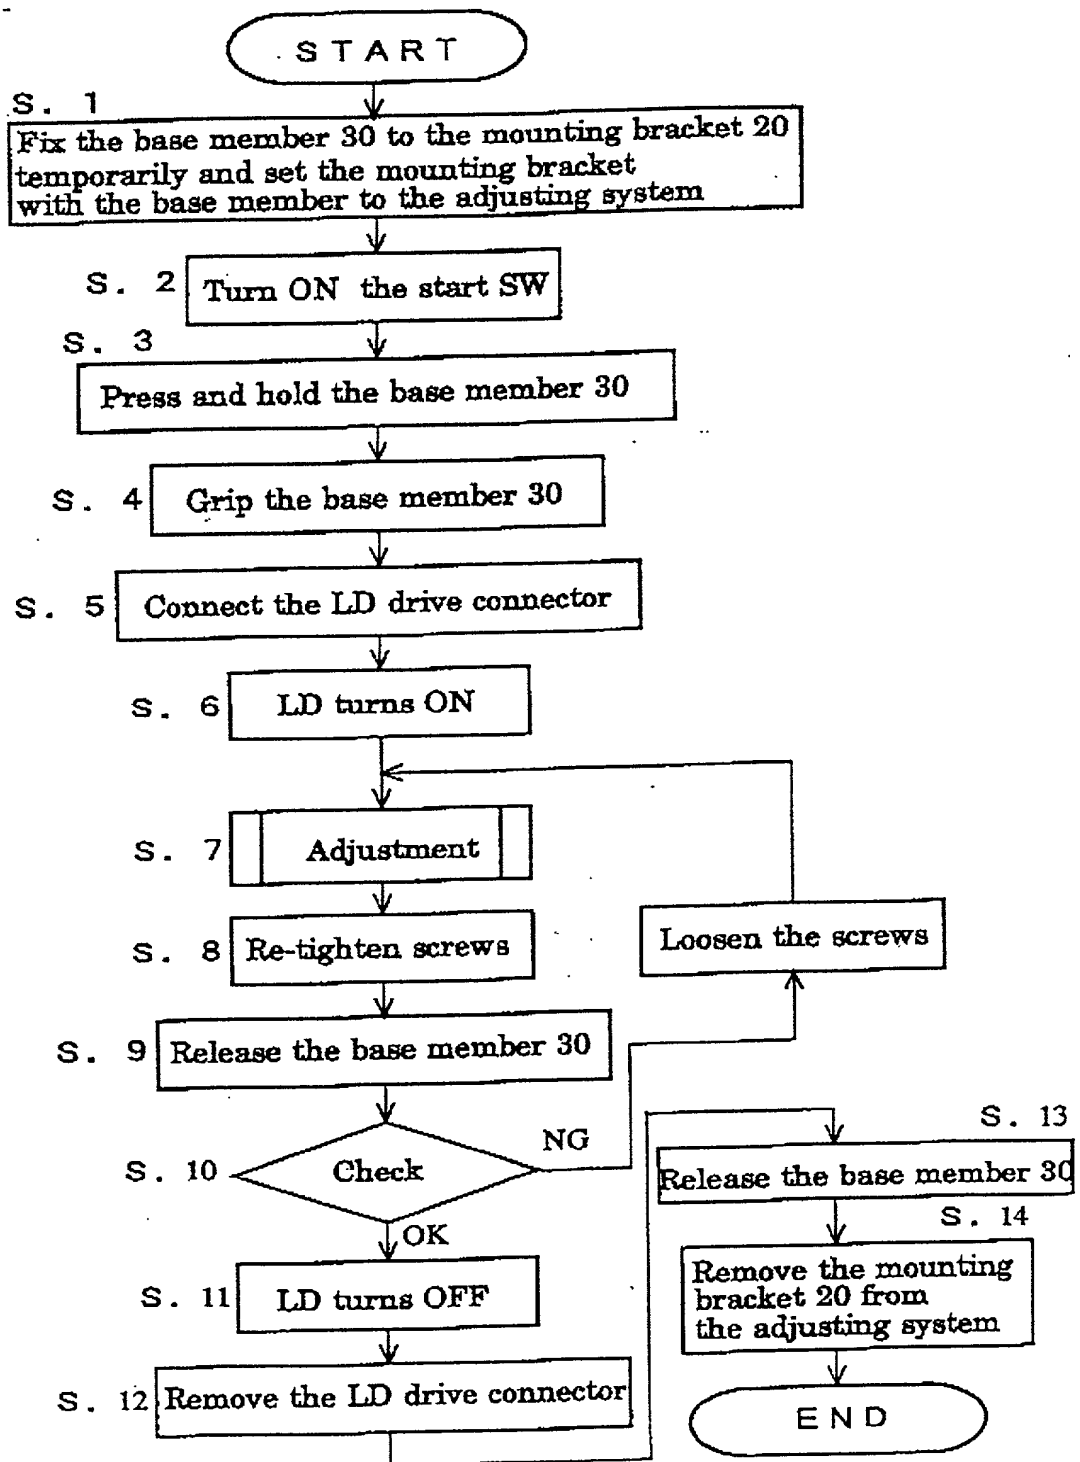 START
S. 1
Fix the base member 30 to the mounting bracket 20
temporarily and set the mounting bracket
with the base member to the adjusting system
S. 2
Turn ON the start SW
S. 3
Press and hold the base member 30
S. 4
Grip the base member 30
S. 5
Connect the LD drive connector
S. 6
LD turns ON
S. 7
Adjustment
S. 8
Re-tighten screws
Loosen the screws
S. 9
Release the base member 30
S. 10
Check
NG
OK
S. 11
LD turns OFF
S. 12
Remove the LD drive connector
S. 13
Release the base member 30
S. 14
Remove the mounting
bracket 20 from
the adjusting system
END